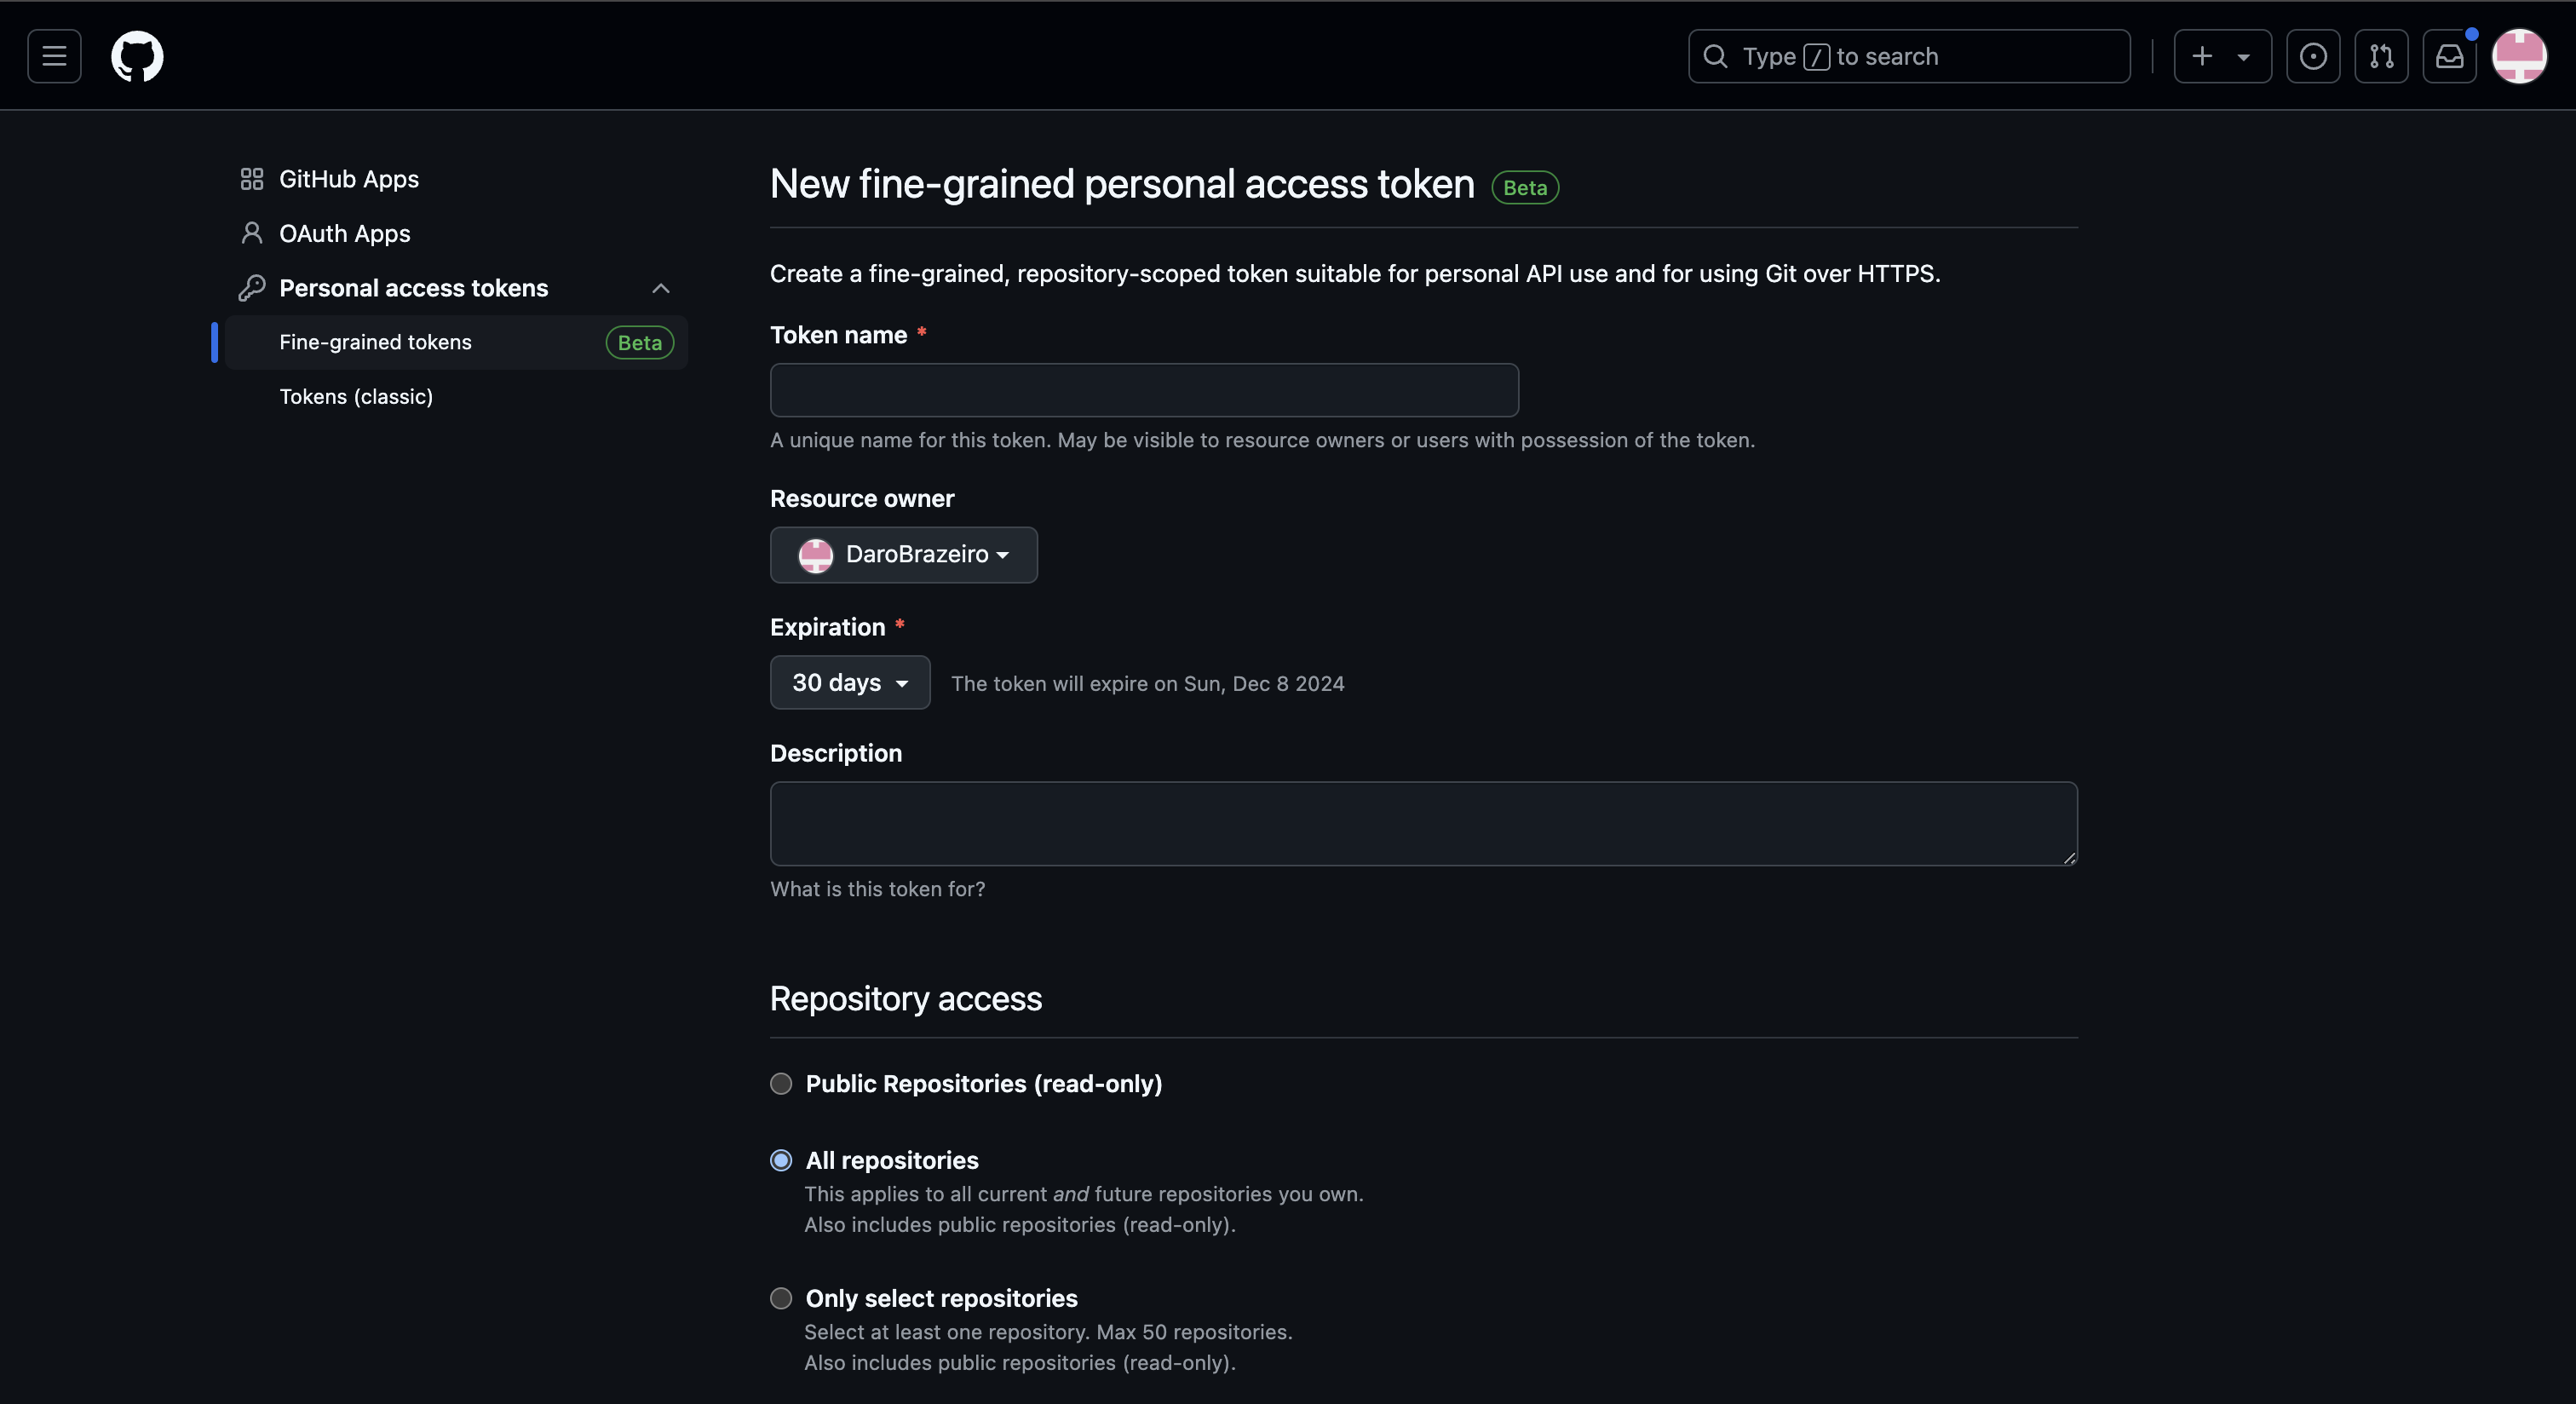 Type / to search
GitHub Apps
OAuth Apps
Personal access tokens
Fine-grained tokens Beta
Tokens (classic)
New fine-grained personal access token Beta
Create a fine-grained, repository-scoped token suitable for personal API use and for using Git over HTTPS.
Token name *
A unique name for this token. May be visible to resource owners or users with possession of the token.
Resource owner
DaroBrazeiro
Expiration *
30 days The token will expire on Sun, Dec 8 2024
Description
What is this token for?
Repository access
Public Repositories (read-only)
All repositories
This applies to all current and future repositories you own.
Also includes public repositories (read-only).
Only select repositories
Select at least one repository. Max 50 repositories.
Also includes public repositories (read-only).